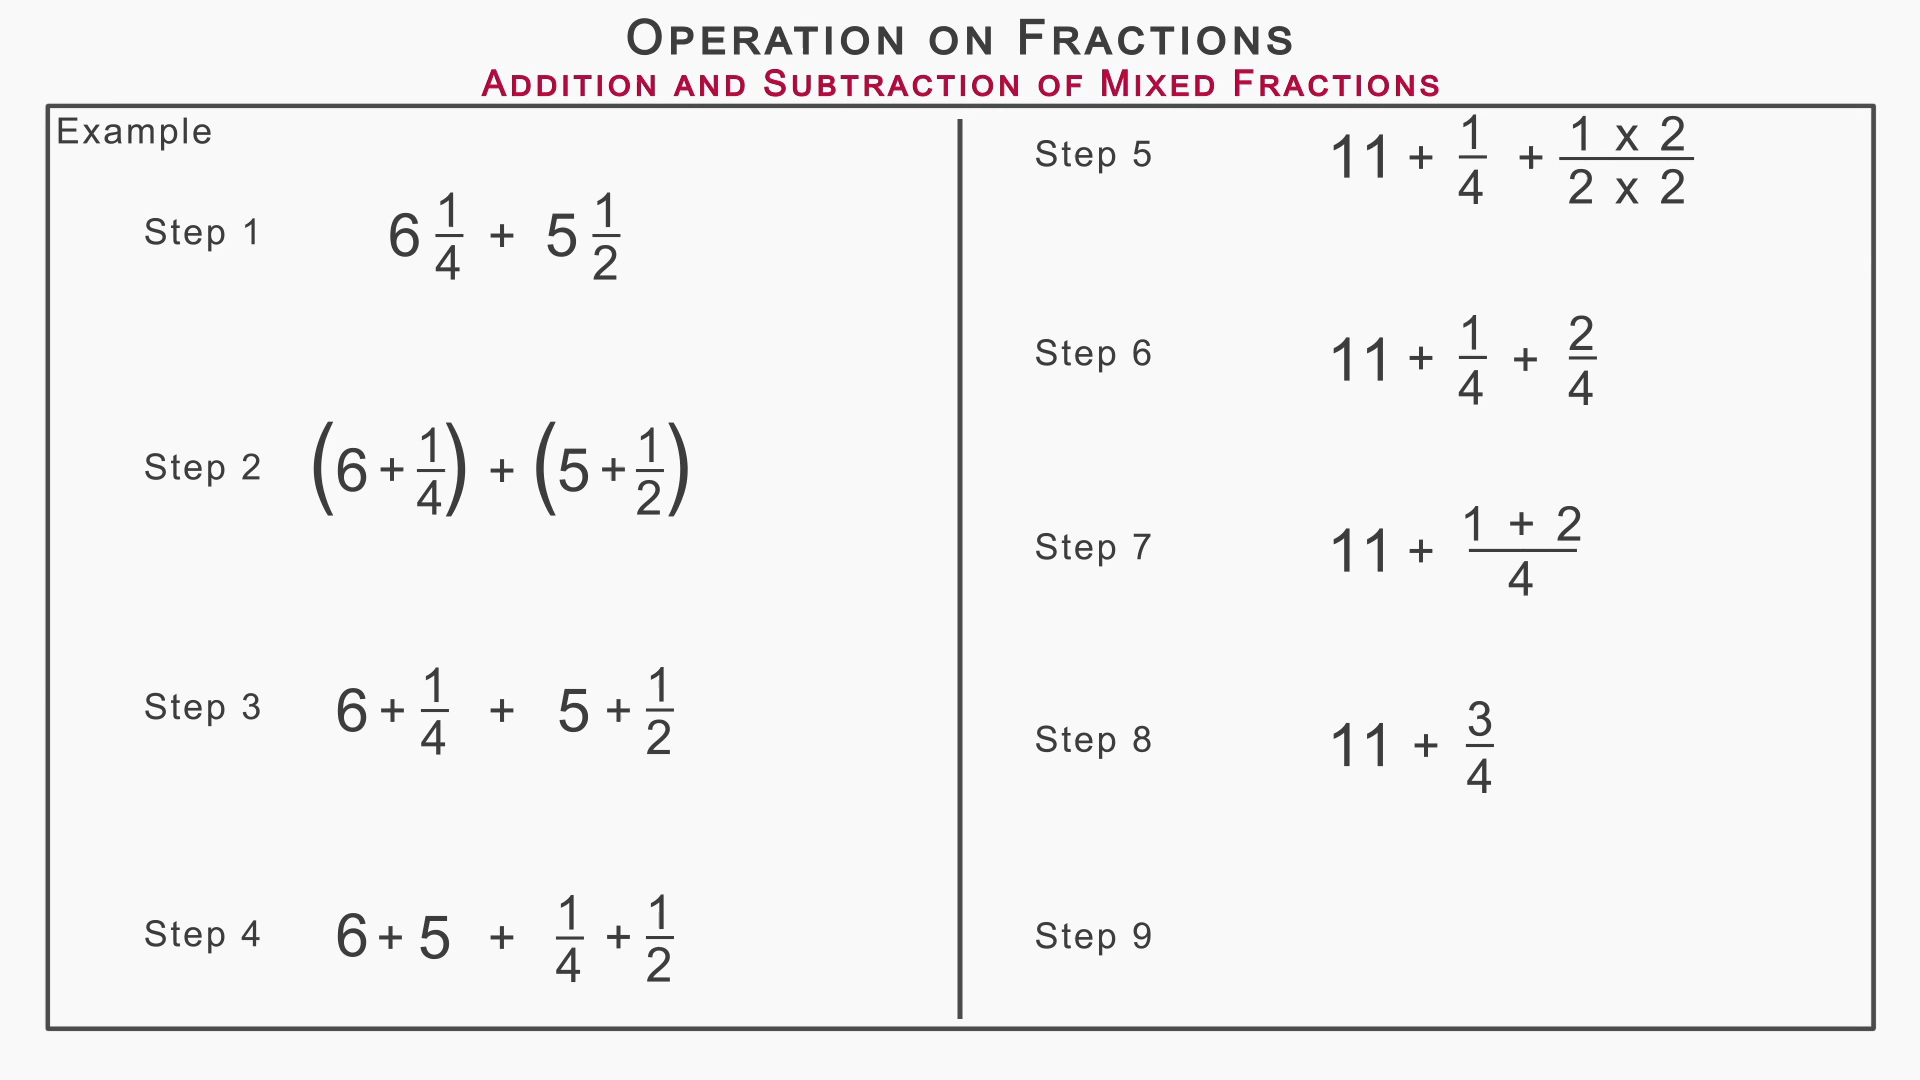 Operation on Fractions
Addition and Subtraction of Mixed Fractions
Example
Step 1 6 1/4 + 5 1/2
Step 2 (6 + 1/4) + (5 + 1/2)
Step 3 6 + 1/4 + 5 + 1/2
Step 4 6 + 5 + 1/4 + 1/2
Step 5 11 + 1/4 + 1 x 2/2 x 2
Step 6 11 + 1/4 + 2/4
Step 7 11 + 1 + 2/4
Step 8 11 + 3/4
Step 9